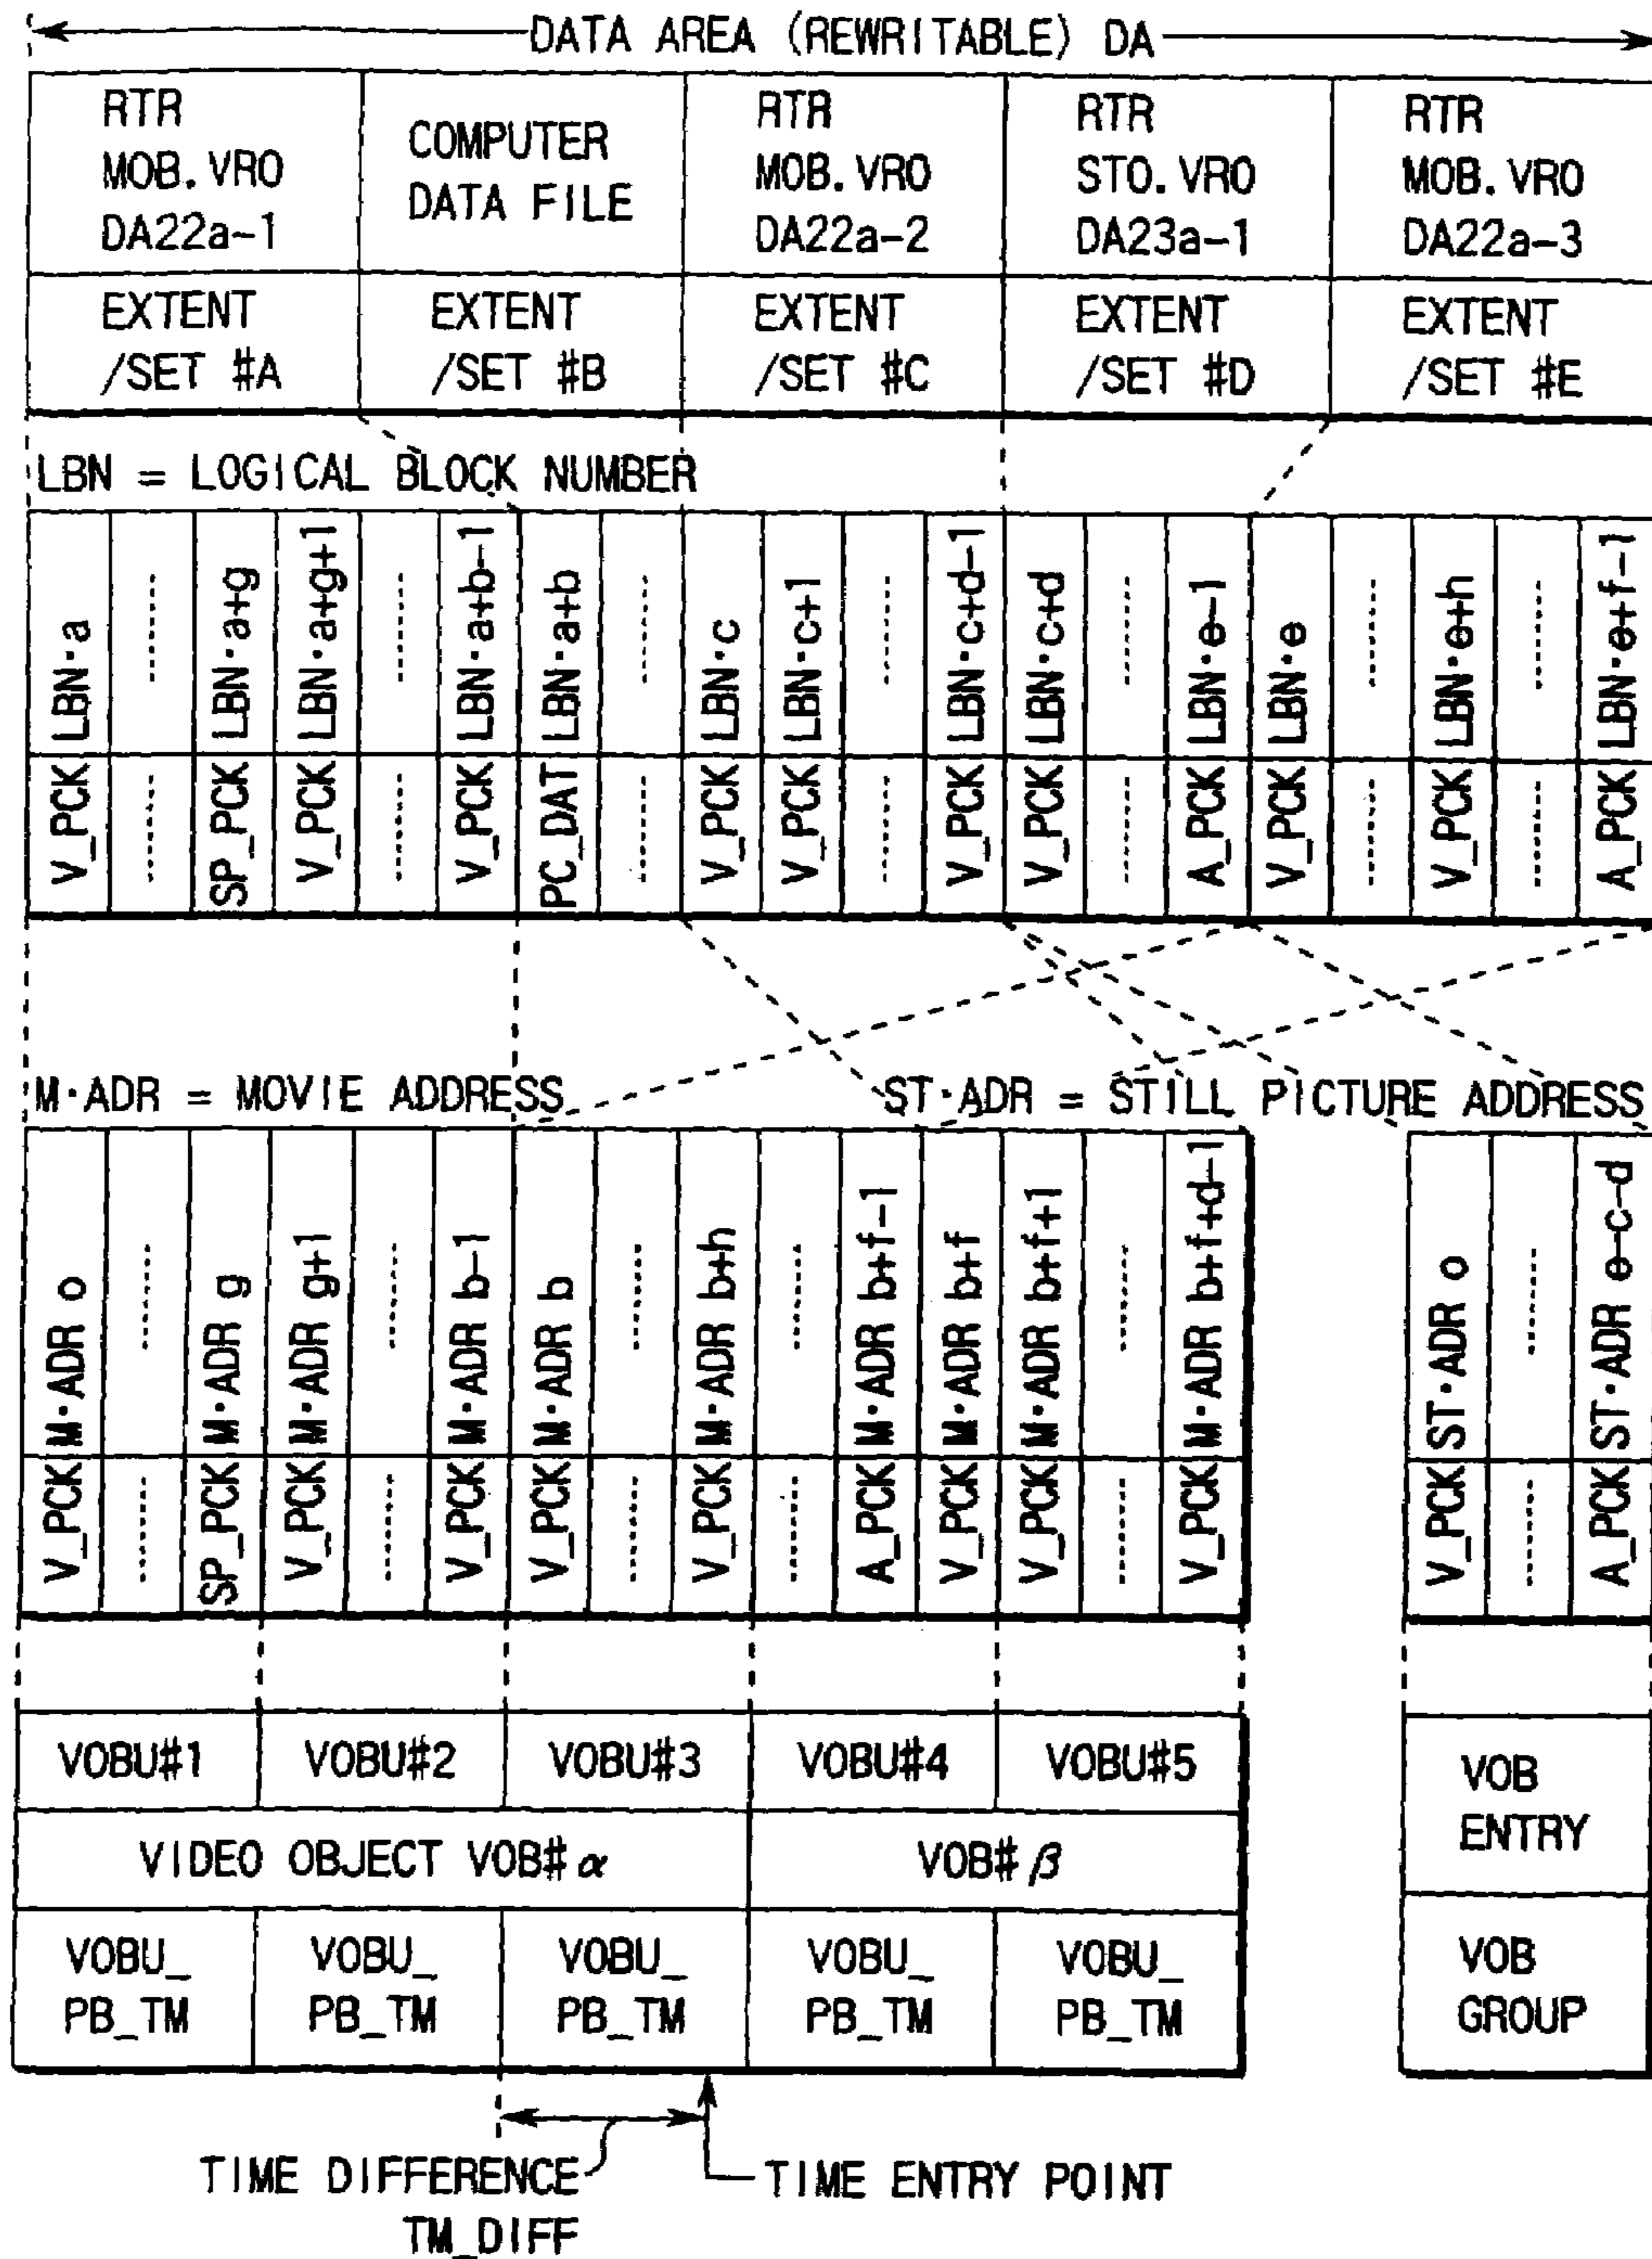 DATA AREA (REWRITABLE) DA
RTR
MOB.VRO
DA22a-1
COMPUTER
DATA FILE
RTR
MOB.VRO
DA22a-2
RTR
STO.VRO
DA23a-1
RTR
MOB.VRO
DA22a-3
EXTENT
/SET #A
EXTENT
/SET #B
EXTENT
/SET #C
EXTENT
/SET #D
EXTENT
/SET #E
LBN = LOGICAL BLOCK NUMBER
V_PCK LBN·a
SP_PCK LBN·a+g
V_PCK LBN·a+g+1
V_PCK LBN·a+b-1
PC_DAT LBN·a+b
V_PCK LBN·c
V_PCK LBN·c+1
V_PCK LBN·c+d-1
V_PCK LBN·c+d
A_PCK LBN·e-1
V_PCK LBN·e
V_PCK LBN·e+h
A_PCK LBN·e+f-1
M·ADR = MOVIE ADDRESS
ST·ADR = STILL PICTURE ADDRESS
V_PCK M·ADR o
SP_PCK M·ADR g
V_PCK M·ADR g+1
V_PCK M·ADR b-1
V_PCK M·ADR b
V_PCK M·ADR b+h
A_PCK M·ADR b+f-1
V_PCK M·ADR b+f
V_PCK M·ADR b+f+1
V_PCK M·ADR b+f+d-1
V_PCK ST·ADR o
A_PCK ST·ADR e-c-d
VOBU#1
VOBU#2
VOBU#3
VOBU#4
VOBU#5
VIDEO OBJECT VOB#α
VOB#β
VOBU_
PB_TM
VOBU_
PB_TM
VOBU_
PB_TM
VOBU_
PB_TM
VOBU_
PB_TM
VOB
ENTRY
VOB
GROUP
TIME DIFFERENCE
TM_DIFF
TIME ENTRY POINT